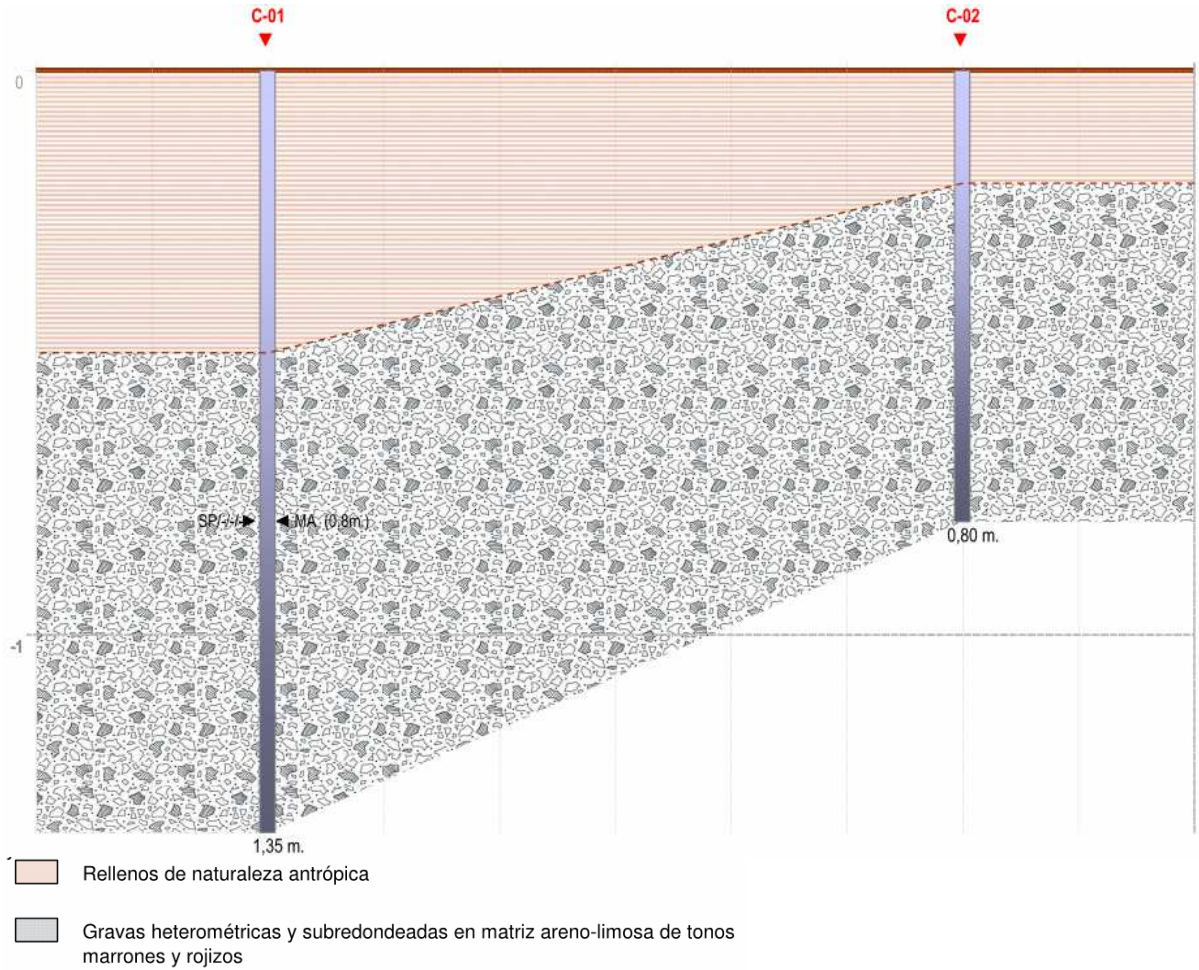 C-01 C-02
0
SP/-/-/- MA. (0,8m.)
0,80 m.
-1
1,35 m.
Rellenos de naturaleza antrópica
Gravas heterométricas y subredondeadas en matriz areno-limosa de tonos
marrones y rojizos